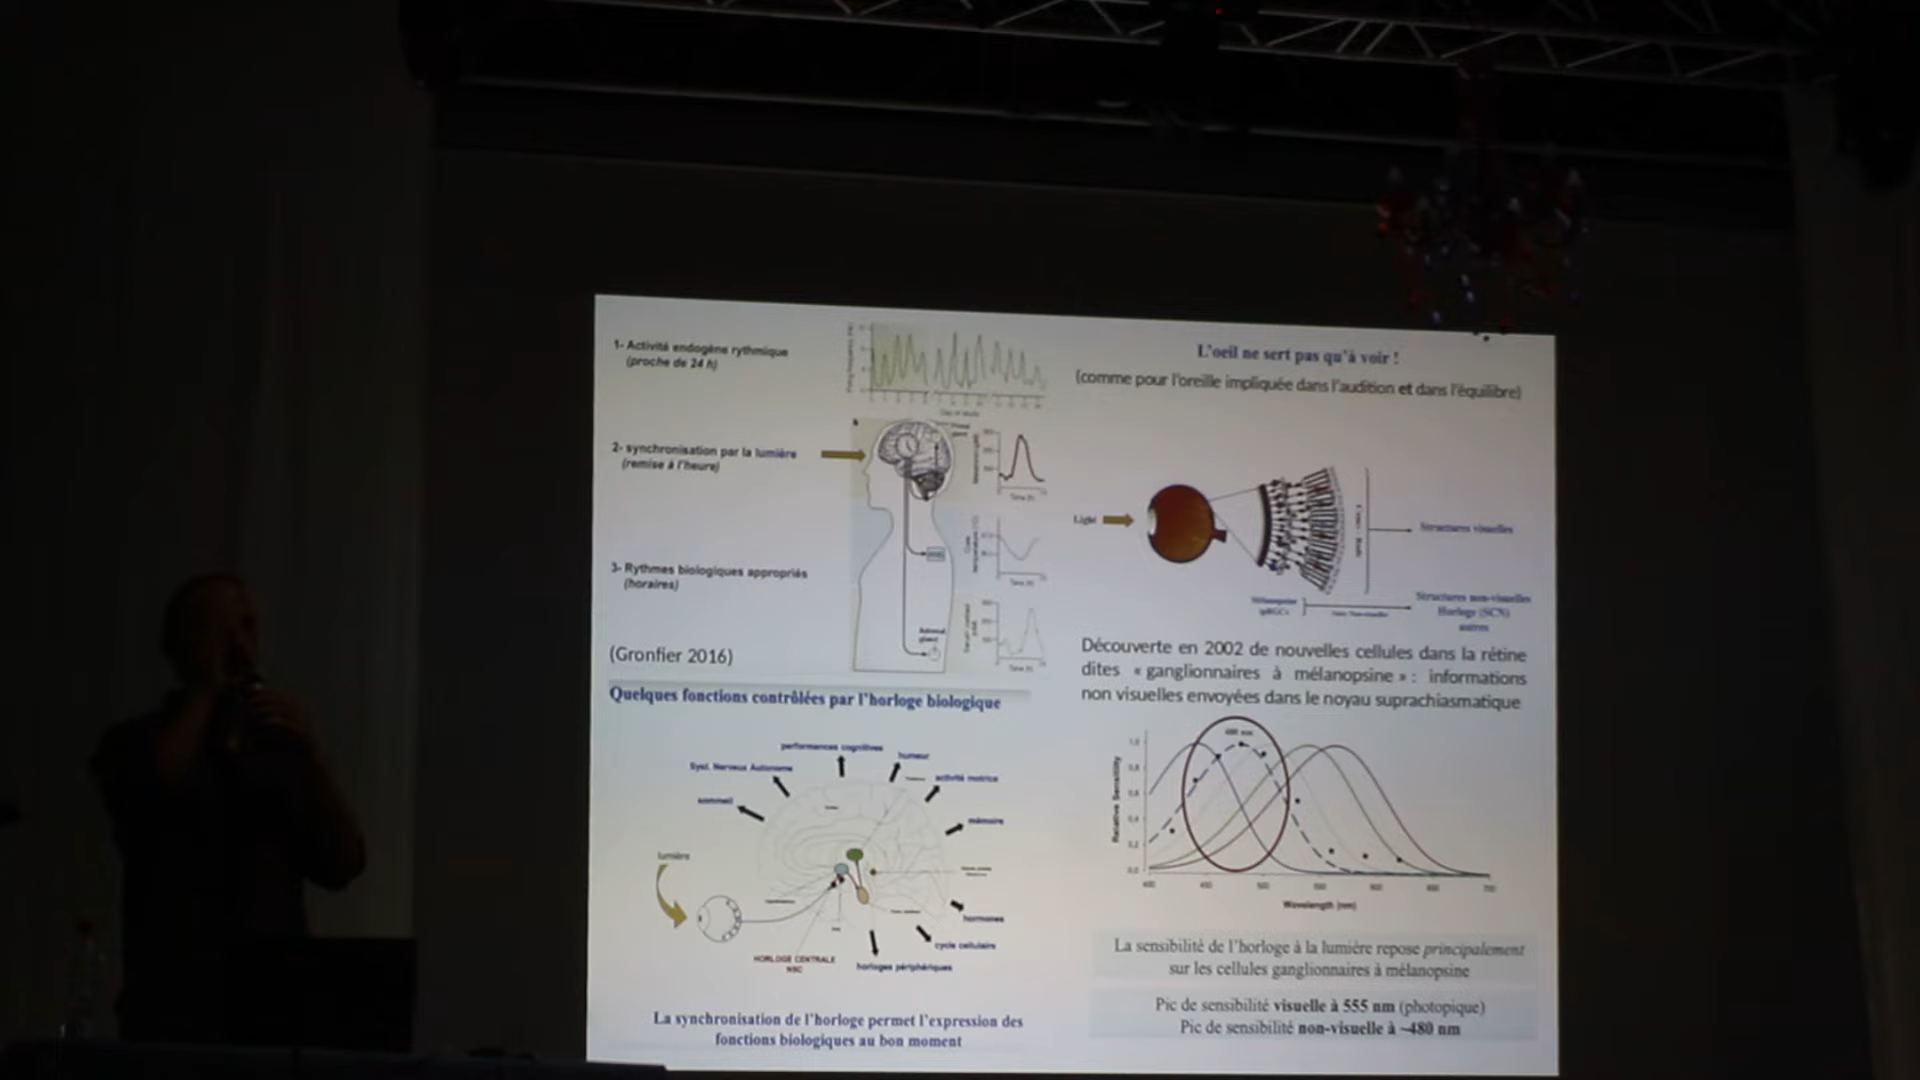 1- Activité endogène rythmique
(proche de 24 h)
2- synchronisation par la lumière
(remise à l'heure)
3- Rythmes biologiques appropriés
(horaires)
(Gronfier 2016)
Quelques fonctions contrôlées par l'horloge biologique
performances cognitives
humeur
Syst. Nerveux Autonome
activité motrice
sommeil
mémoire
lumière
hormones
cycle cellulaire
HORLOGE CENTRALE
NSC
horloges périphériques
La synchronisation de l'horloge permet l'expression des
fonctions biologiques au bon moment
L'oeil ne sert pas qu'à voir !
(comme pour l'oreille impliquée dans l'audition et dans l'équilibre)
Light
Structures visuelles
Structures non-visuelles
Horloge (SCN)
autres
Découverte en 2002 de nouvelles cellules dans la rétine
dites « ganglionnaires à mélanopsine » : informations
non visuelles envoyées dans le noyau suprachiasmatique
480 nm
Relative Sensitivity
Wavelength (nm)
La sensibilité de l'horloge à la lumière repose principalement
sur les cellules ganglionnaires à mélanopsine
Pic de sensibilité visuelle à 555 nm (photopique)
Pic de sensibilité non-visuelle à ~480 nm